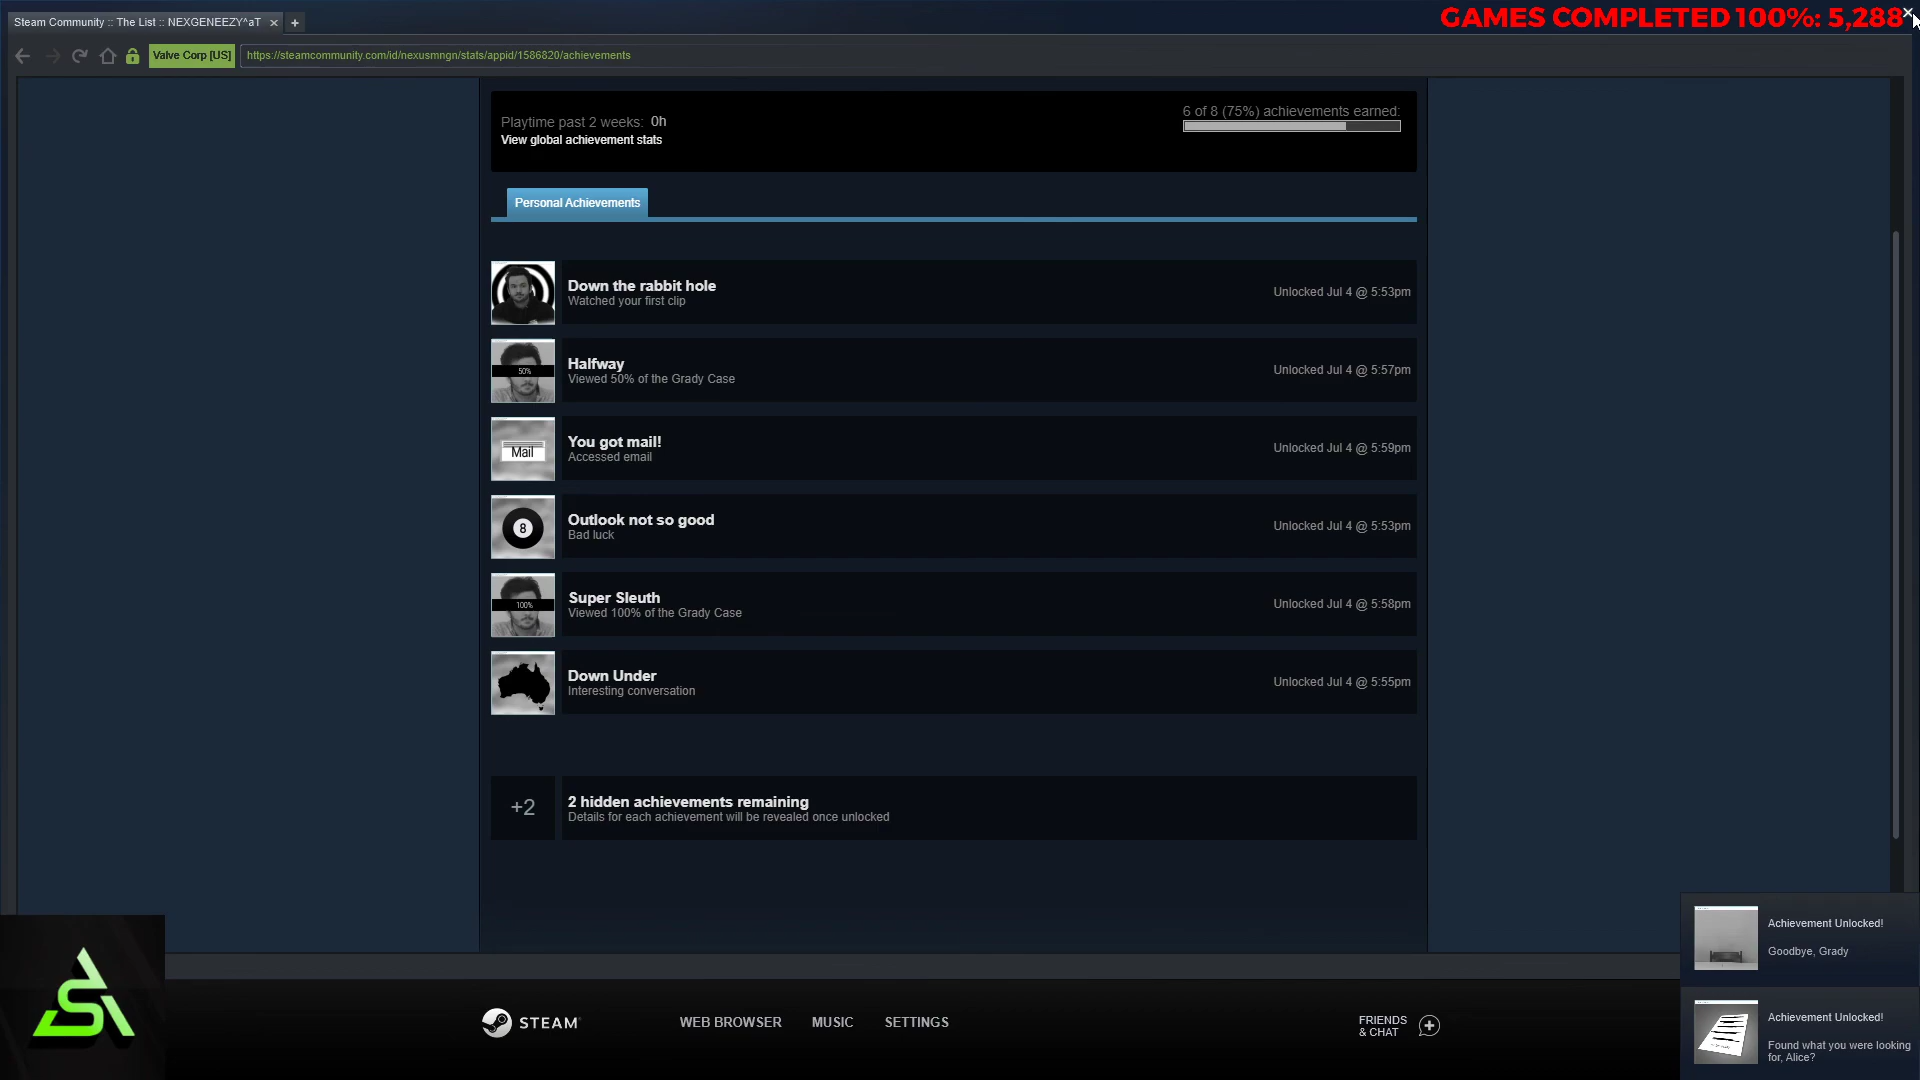 Steam Community :: The List :: NEXGENEEZY^aT
GAMES COMPLETED 100%: 5,288
Valve Corp [US]
https://steamcommunity.com/id/nexusmngn/stats/appid/1586820/achievements
Playtime past 2 weeks: 0h
View global achievement stats
6 of 8 (75%) achievements earned:
Personal Achievements
Down the rabbit hole
Watched your first clip
Unlocked Jul 4 @ 5:53pm
50%
Halfway
Viewed 50% of the Grady Case
Unlocked Jul 4 @ 5:57pm
Mail
You got mail!
Accessed email
Unlocked Jul 4 @ 5:59pm
8
Outlook not so good
Bad luck
Unlocked Jul 4 @ 5:53pm
100%
Super Sleuth
Viewed 100% of the Grady Case
Unlocked Jul 4 @ 5:58pm
Down Under
Interesting conversation
Unlocked Jul 4 @ 5:55pm
+2
2 hidden achievements remaining
Details for each achievement will be revealed once unlocked
Achievement Unlocked!
Goodbye, Grady
Achievement Unlocked!
Found what you were looking
for, Alice?
STEAM
WEB BROWSER
MUSIC
SETTINGS
FRIENDS
& CHAT